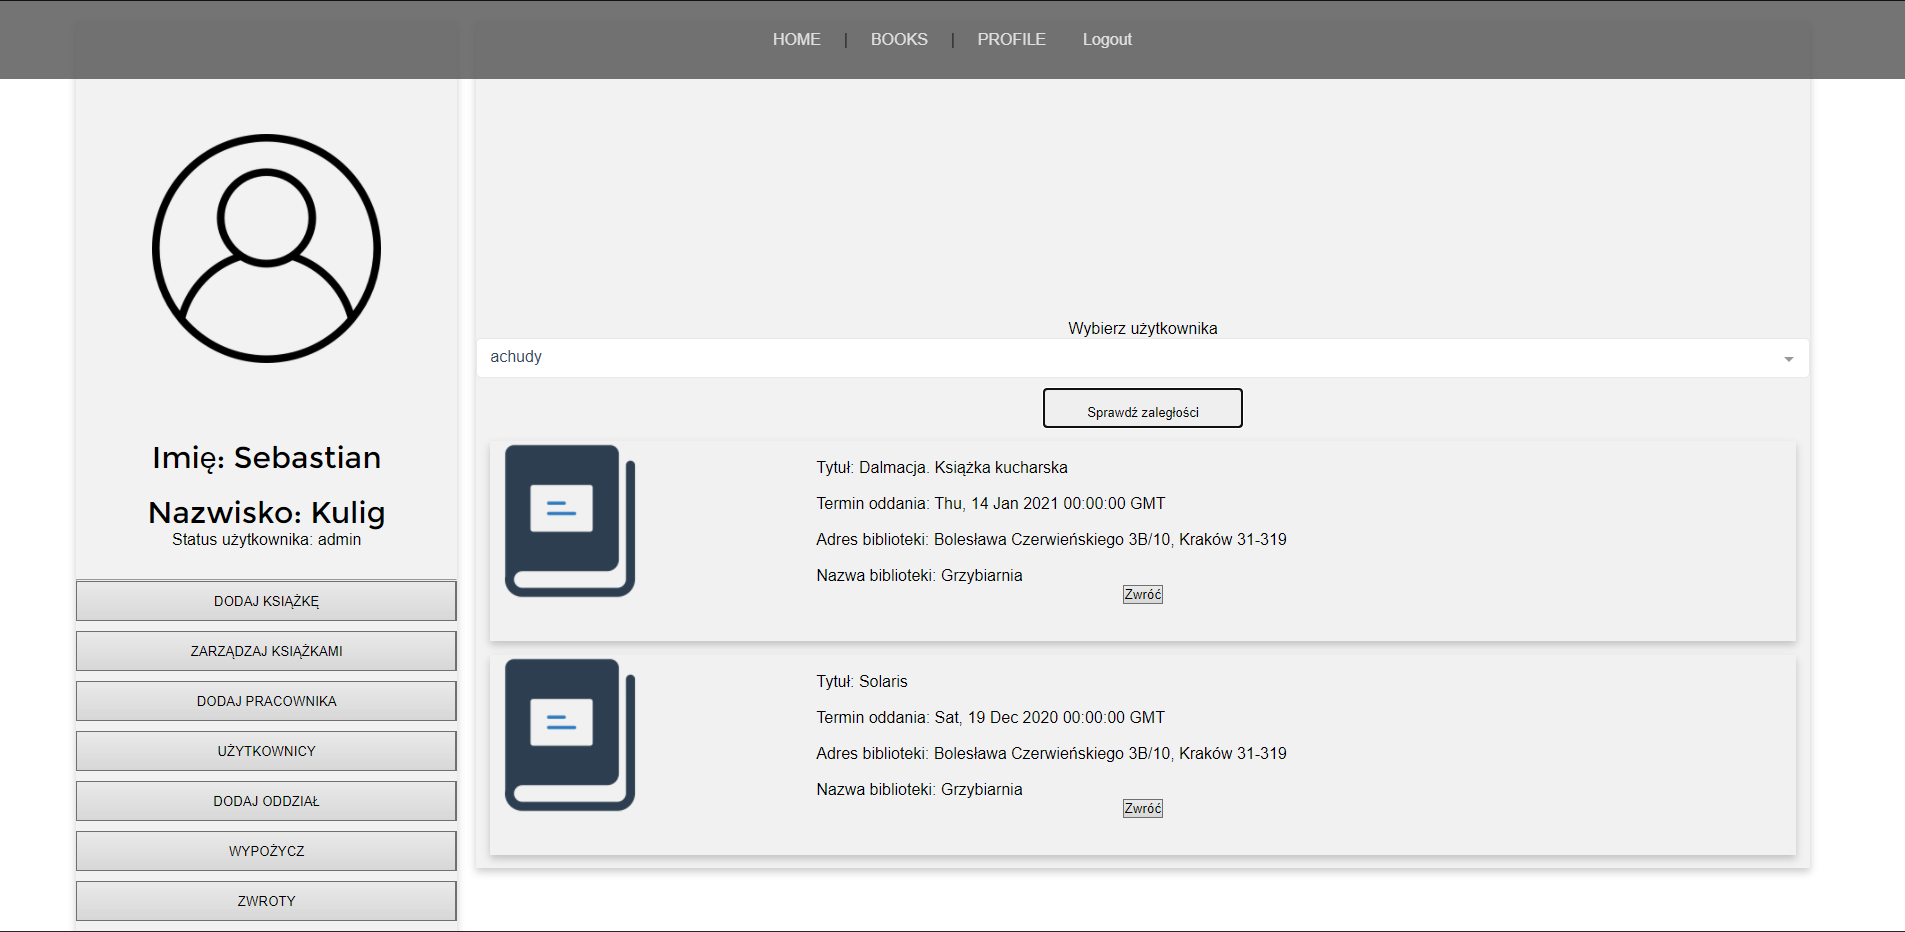 HOME | BOOKS | PROFILE Logout
Imię: Sebastian
Nazwisko: Kulig
Status użytkownika: admin
DODAJ KSIĄŻKĘ
ZARZĄDZAJ KSIĄŻKAMI
DODAJ PRACOWNIKA
UŻYTKOWNICY
DODAJ ODDZIAŁ
WYPOŻYCZ
ZWROTY
Wybierz użytkownika
achudy
Sprawdź zaległości
Tytuł: Dalmacja. Książka kucharska
Termin oddania: Thu, 14 Jan 2021 00:00:00 GMT
Adres biblioteki: Bolesława Czerwieńskiego 3B/10, Kraków 31-319
Nazwa biblioteki: Grzybiarnia
Zwróć
Tytuł: Solaris
Termin oddania: Sat, 19 Dec 2020 00:00:00 GMT
Adres biblioteki: Bolesława Czerwieńskiego 3B/10, Kraków 31-319
Nazwa biblioteki: Grzybiarnia
Zwróć